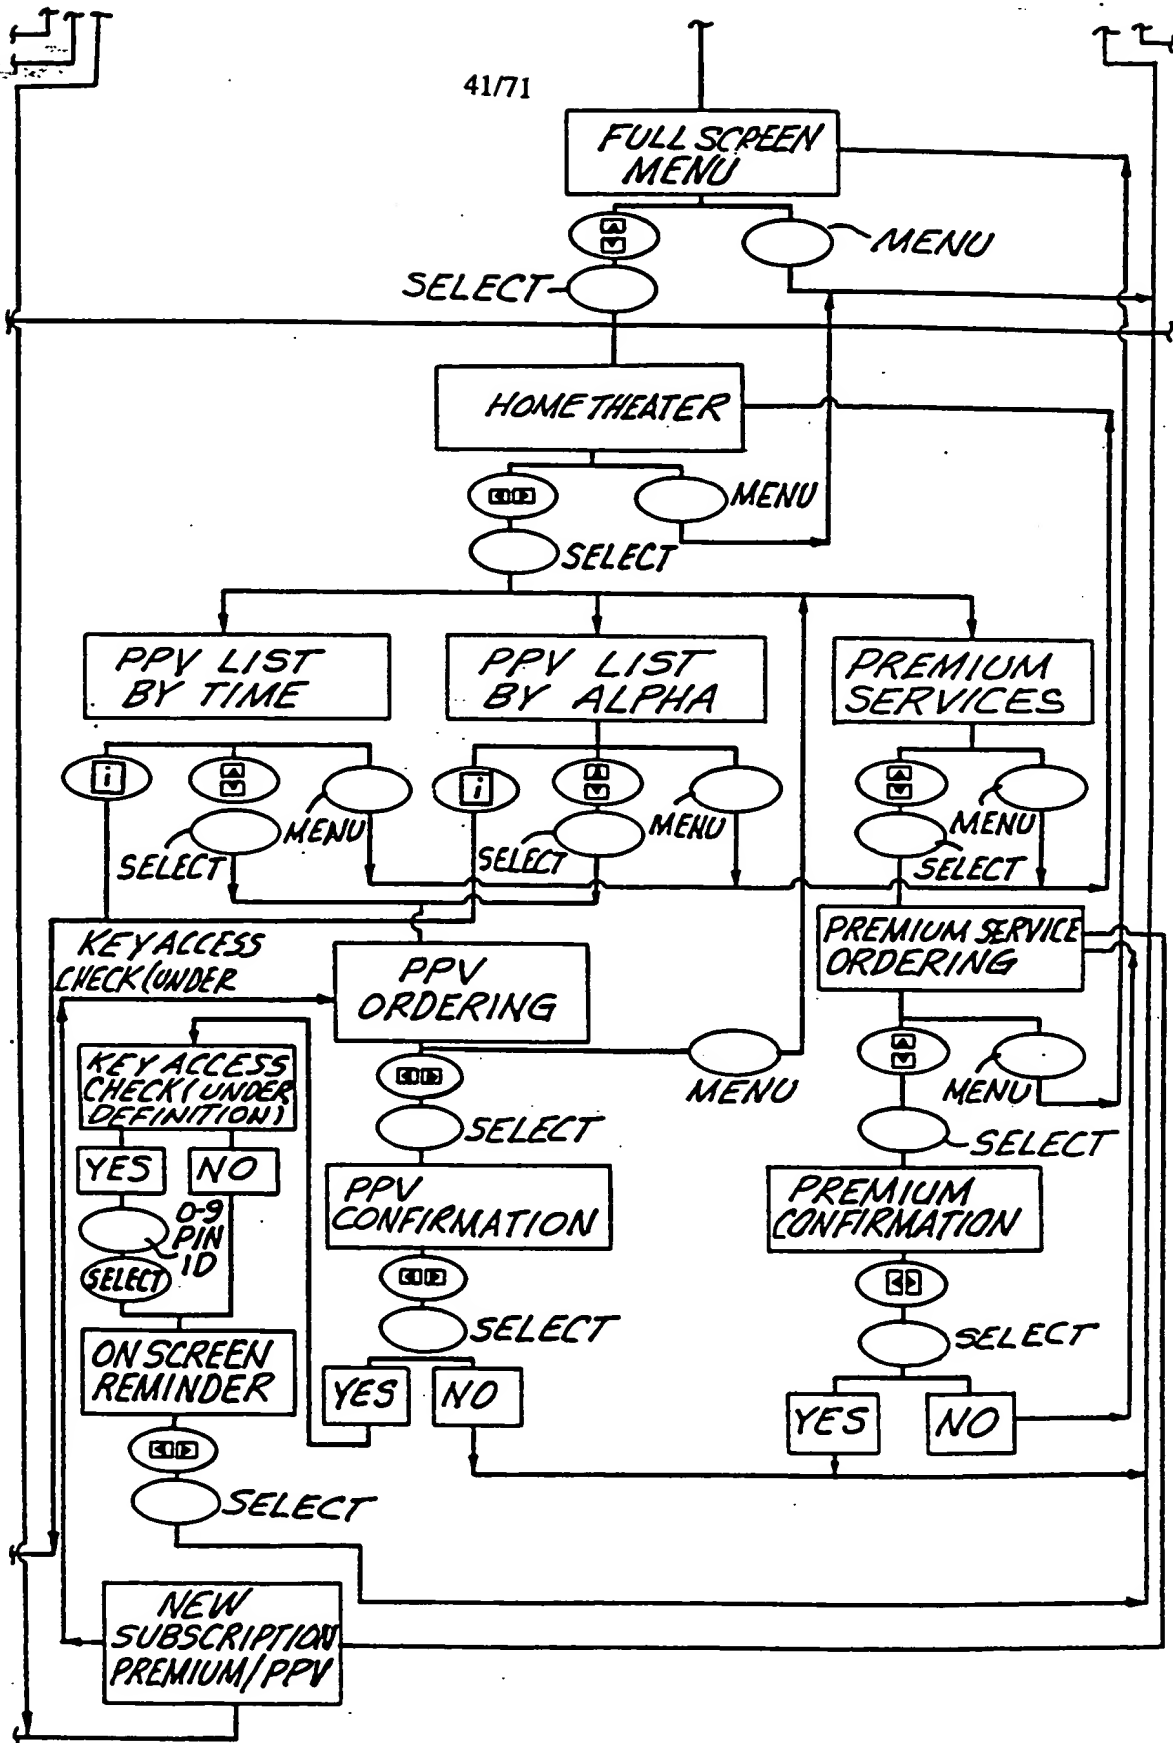 41/71
FULL SCREEN
MENU
MENU
SELECT
HOME THEATER
MENU
SELECT
PPV LIST
BY TIME
PPV LIST
BY ALPHA
PREMIUM
SERVICES
i
i
MENU
SELECT
MENU
SELECT
MENU
SELECT
KEY ACCESS
CHECK (UNDER
PPV
ORDERING
PREMIUM SERVICE
ORDERING
KEY ACCESS
CHECK (UNDER
DEFINITION)
MENU
MENU
SELECT
SELECT
YES
NO
PPV
CONFIRMATION
PREMIUM
CONFIRMATION
0-9
PIN
ID
SELECT
SELECT
SELECT
ON SCREEN
REMINDER
YES
NO
YES
NO
SELECT
NEW
SUBSCRIPTION
PREMIUM/PPV